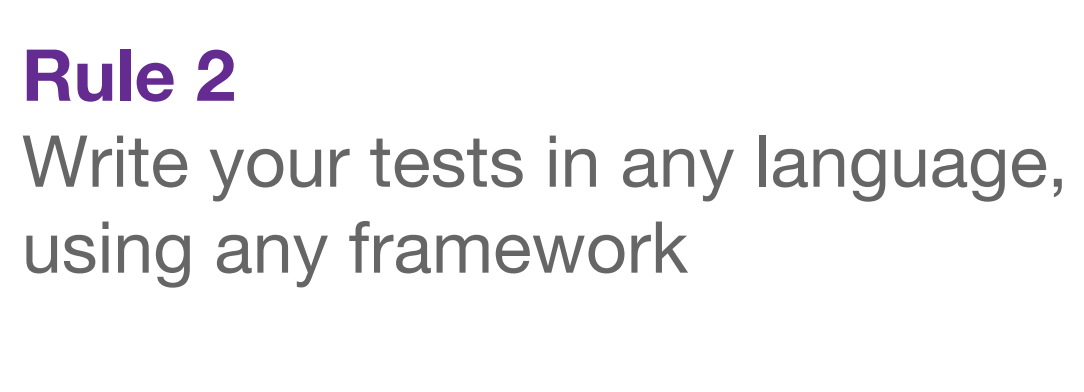 Rule 2
Write your tests in any language,
using any framework